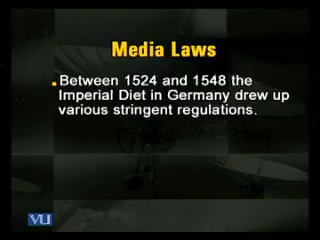 Media Laws
Between 1524 and 1548 the
Imperial Diet in Germany drew up
various stringent regulations.
VU